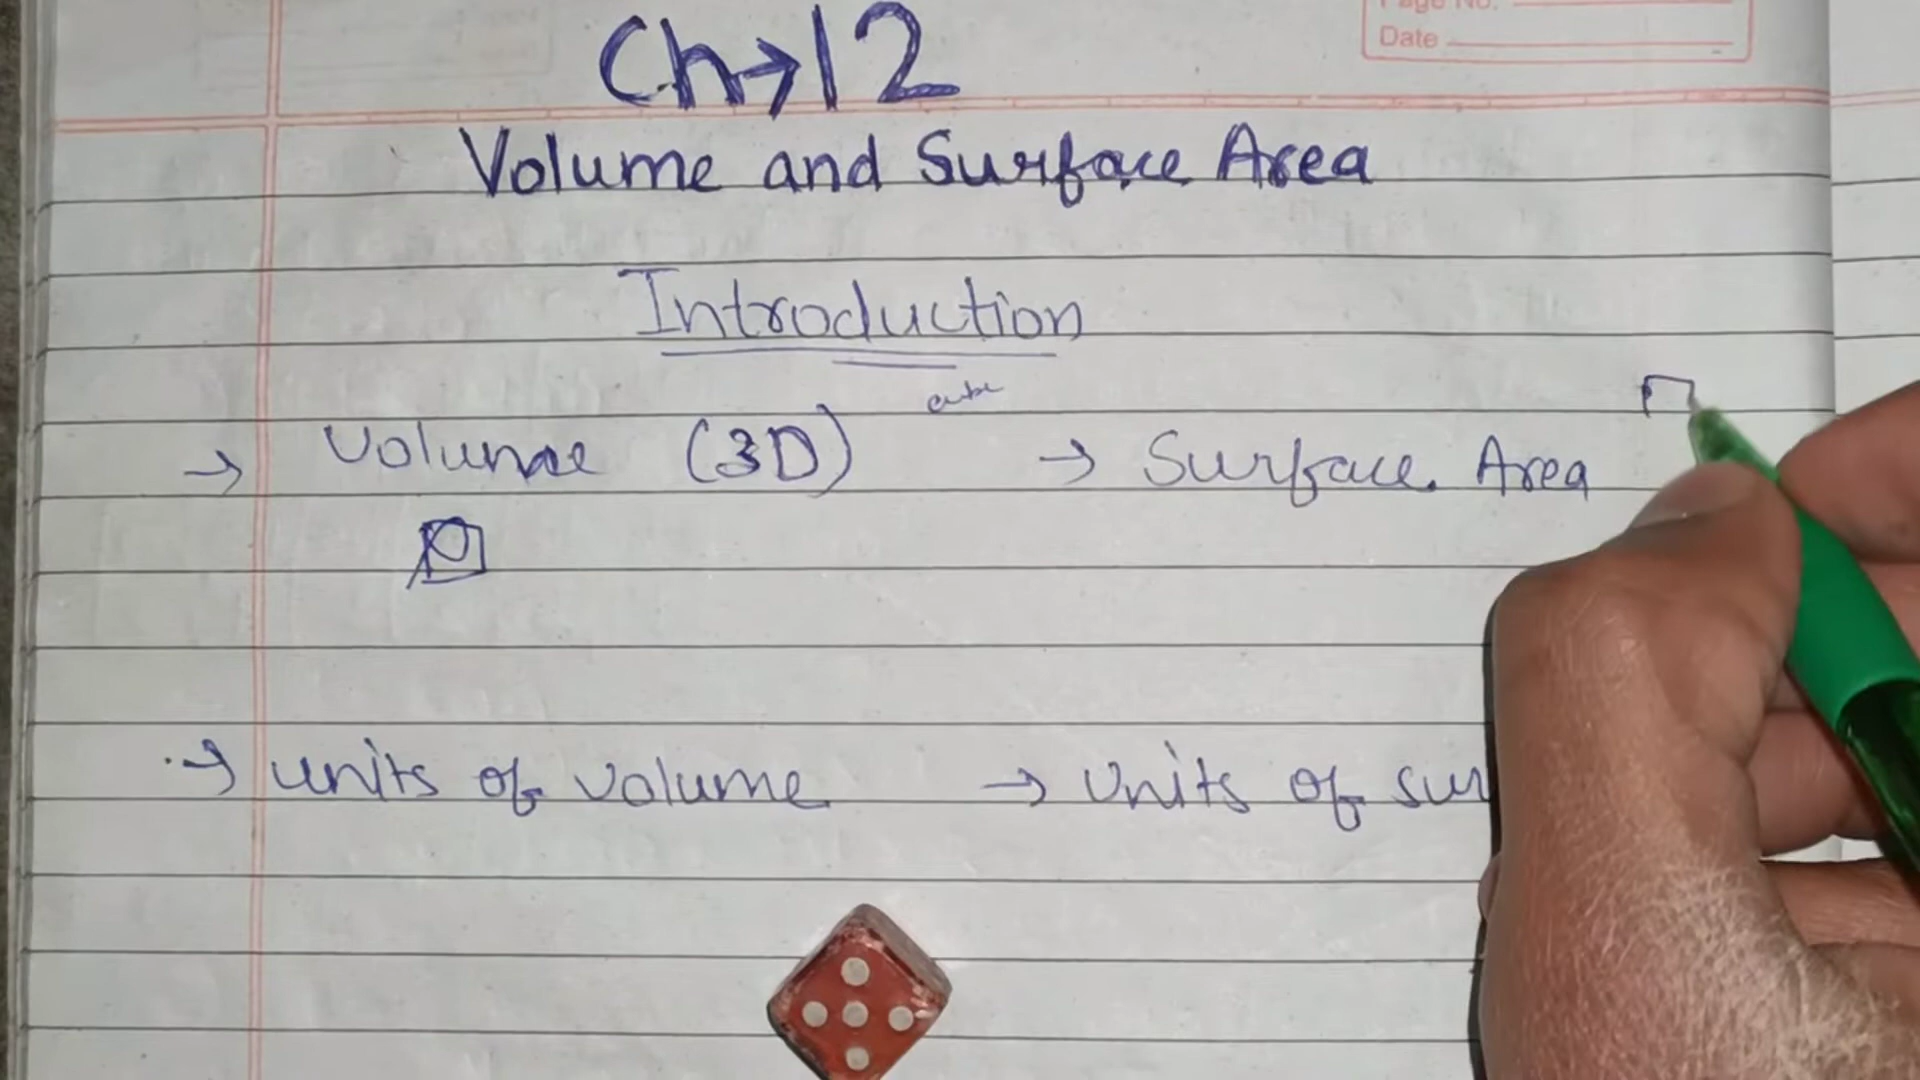 Page No.
Date
Ch→12
Volume and Surface Area
Introduction
cube
→ Volume (3D) → Surface Area
→ units of volume → units of sur